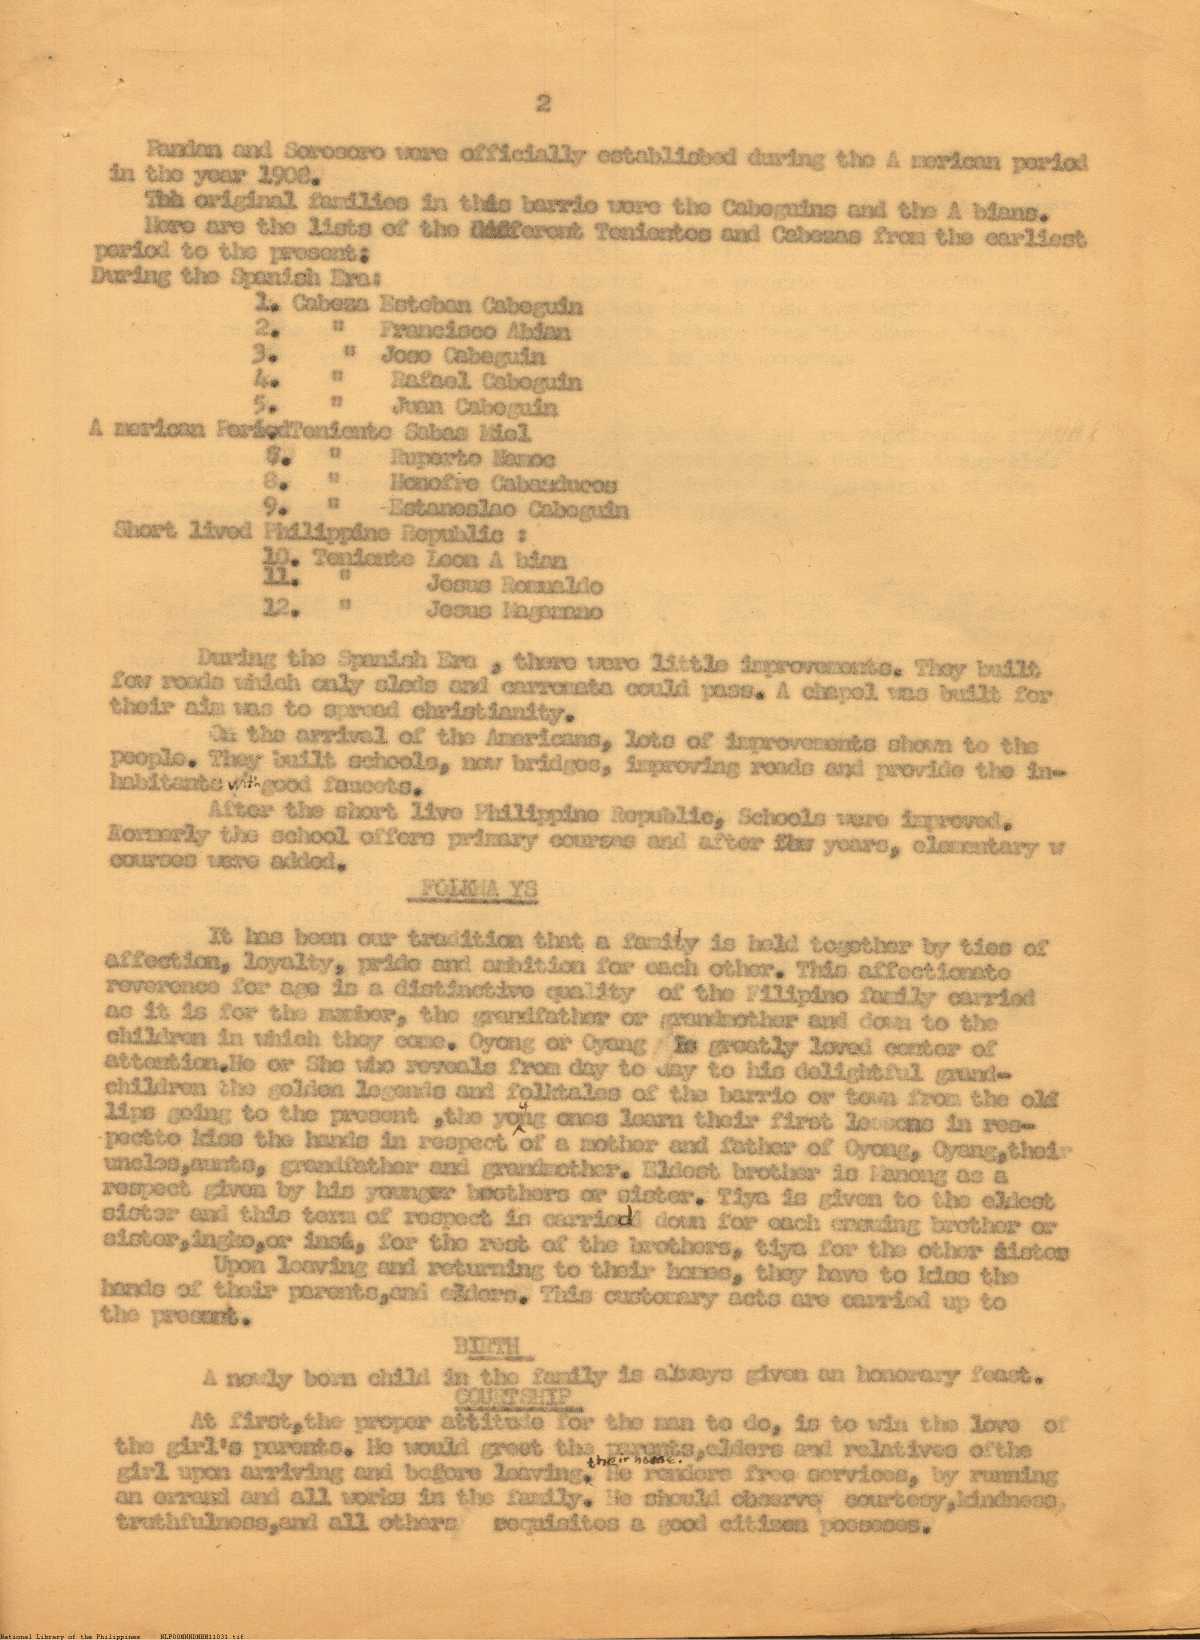 2
Pandan and Sorosoro were officially established during the A merican period
in the year 1908.
The original families in this barrio were the Cabeguins and the A bians.
Here are the lists of the different Tenientes and Cabezas from the earliest
period to the present:
During the Spanish Era:
1. Cabeza Esteban Cabeguin
2. " Francisco Abian
3. " Jose Cabeguin
4. " Rafael Cabeguin
5. " Juan Cabeguin
A merican Period Teniente Sabas Miel
7. " Ruperto
8. " Honofre
9. " Estaneslao Cabeguin
Short lived Philippine Republic :
10. Teniente Leon A bian
11. " Jesus Romualdo
12. " Jesus
During the Spanish Era , there were little improvements. They built
few roads which only sleds and carromata could pass. A chapel was built for
their aim was to spread christianity.
On the arrival of the Americans, lots of improvements shown to the
people. They built schools, new bridges, improving roads and provide the in-
habitants with good faucets.
After the short live Philippine Republic, Schools were improved.
Formerly the school offers primary courses and after few years, elementary w
courses were added.
FOLKWA YS
It has been our tradition that a family is held together by ties of
affection, loyalty, pride and ambition for each other. This affectionate
reverence for age is a distinctive quality of the Filipino family carried
as it is for the member, the grandfather or grandmother and down to the
children in which they come. Oyong or Oyang is greatly loved center of
attention.He or She who reveals from day to day to his delightful grand-
children the golden legends and folktales of the barrio or town from the old
lips going to the present ,the young ones learn their first lessons in res-
pectto kiss the hands in respect of a mother and father of Oyong, Oyang,their
uncles,aunts, grandfather and grandmother. Eldest brother is Manong as a
respect given by his younger brothers or sister. Tiya is given to the eldest
sister and this term of respect is carried down for each ensuing brother or
sister,ingko,or insé, for the rest of the brothers, tiya for the other sistes
Upon leaving and returning to their homes, they have to kiss the
hands of their parents,and elders. This customary acts are carried up to
the present.
BIRTH
A newly born child in the family is always given an honorary feast.
COURTSHIP
At first,the proper attitude for the man to do, is to win the love of
the girl's parents. He would greet the parents,elders and relatives ofthe
girl upon arriving and before leaving their house. He renders free services, by running
an errand and all works in the family. He should observe courtesy,kindness,
truthfulness,and all others requisites a good citizen posseses.
National Library of the Philippines